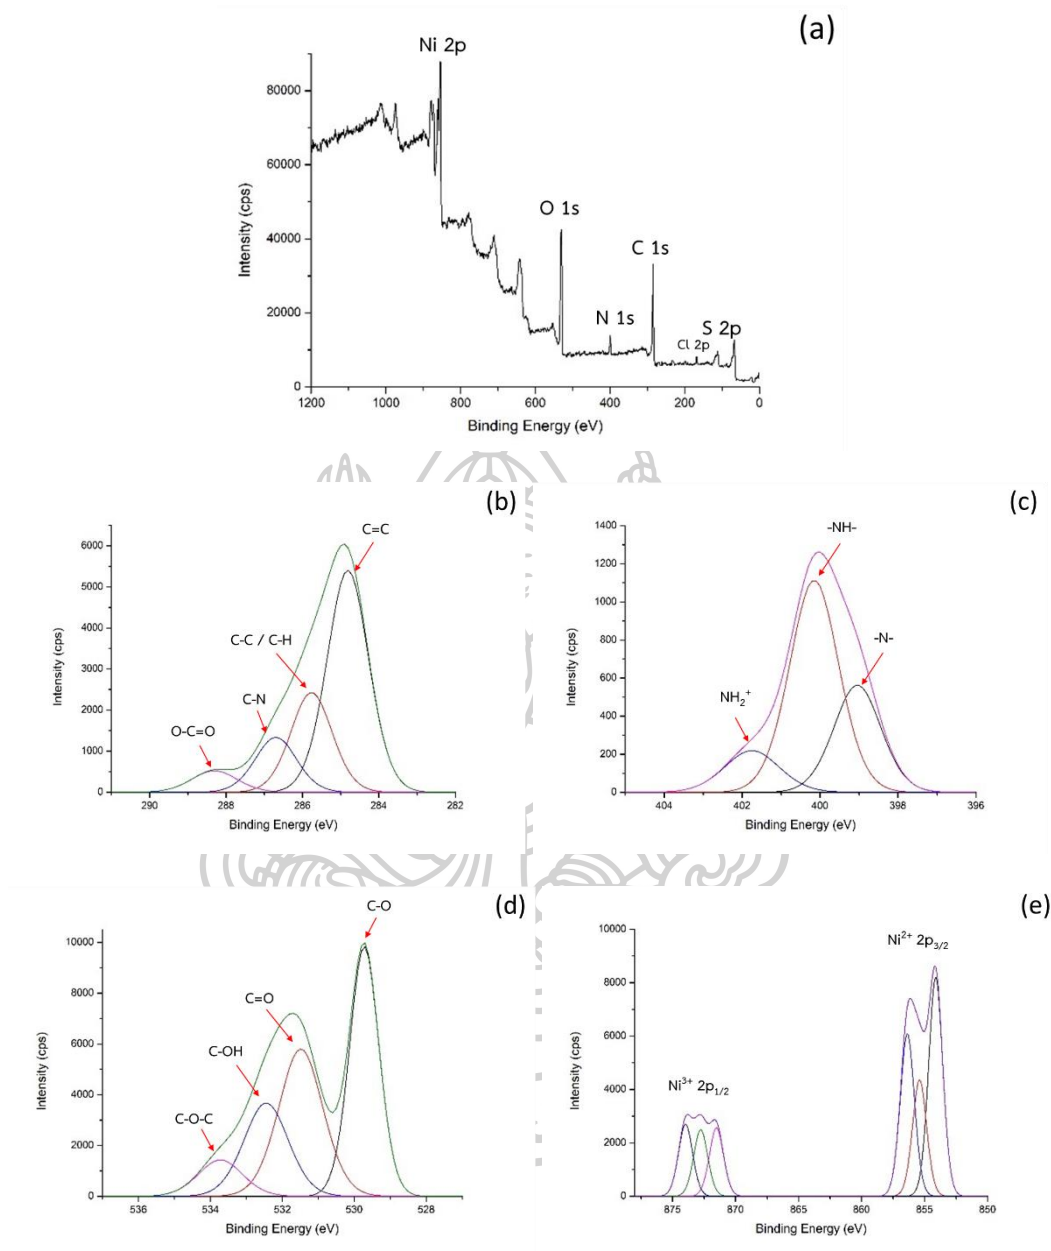 (a)
Ni 2p
O 1s
C 1s
N 1s
Cl 2p
S 2p
80000
60000
40000
20000
0
Intensity (cps)
1200 1000 800 600 400 200 0
Binding Energy (eV)
(b)
C=C
C-C / C-H
C-N
O-C=O
6000
5000
4000
3000
2000
1000
0
Intensity (cps)
290 288 286 284 282
Binding Energy (eV)
(c)
-NH-
-N-
NH₂⁺
1400
1200
1000
800
600
400
200
0
Intensity (cps)
404 402 400 398 396
Binding Energy (eV)
(d)
C-O
C=O
C-OH
C-O-C
10000
8000
6000
4000
2000
0
Intensity (cps)
536 534 532 530 528
Binding Energy (eV)
(e)
Ni²⁺ 2p₃/₂
Ni³⁺ 2p₁/₂
10000
8000
6000
4000
2000
0
Intensity (cps)
875 870 865 860 855 850
Binding Energy (eV)